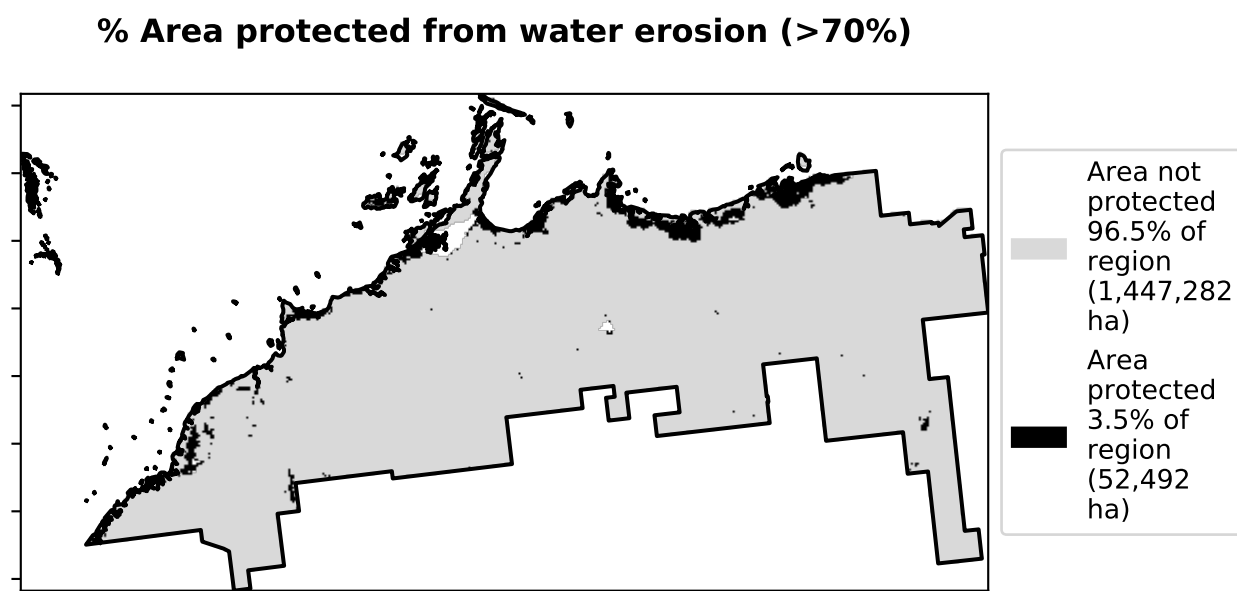 % Area protected from water erosion (>70%)
Area not
protected
96.5% of
region
(1,447,282
ha)
Area
protected
3.5% of
region
(52,492
ha)